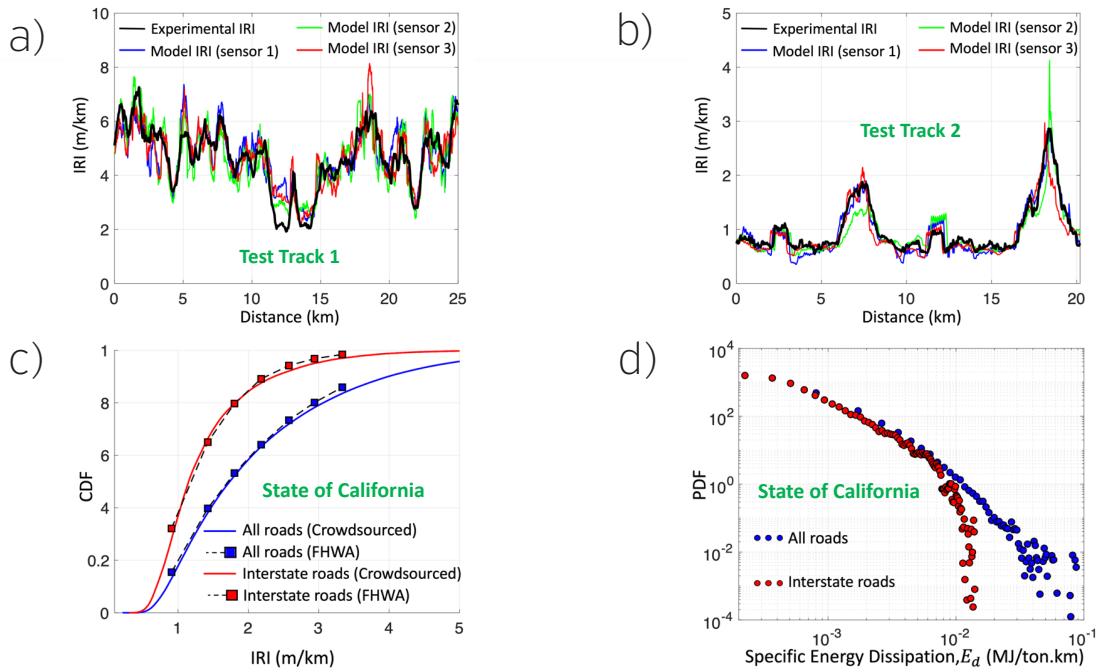 a)
Experimental IRI
Model IRI (sensor 1)
Model IRI (sensor 2)
Model IRI (sensor 3)
10
8
6
4
2
0
IRI (m/km)
Test Track 1
0 5 10 15 20 25
Distance (km)
b)
Experimental IRI
Model IRI (sensor 1)
Model IRI (sensor 2)
Model IRI (sensor 3)
5
4
3
2
1
0
IRI (m/km)
Test Track 2
0 6 12 15 20
Distance (km)
c)
1
8
6
4
0.2
0
CDF
State of California
All roads (Crowdsourced)
All roads (FHWA)
Interstate roads (Crowdsourced)
Interstate roads (FHWA)
1 2 3 4 5
IRI (m/km)
d)
10^4
10^2
10^0
10^-2
10^-4
PDF
State of California
All roads
Interstate roads
10^-3 10^-2 10^-1
Specific Energy Dissipation,E_d (MJ/ton.km)